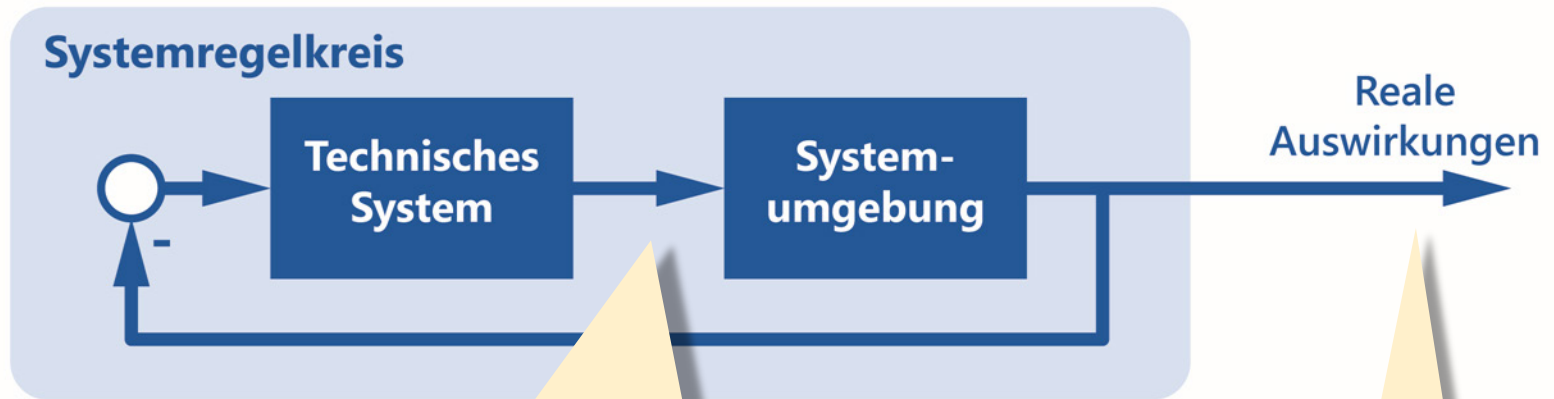 Systemregelkreis
Reale
Auswirkungen
Technisches
System
System-
umgebung
-